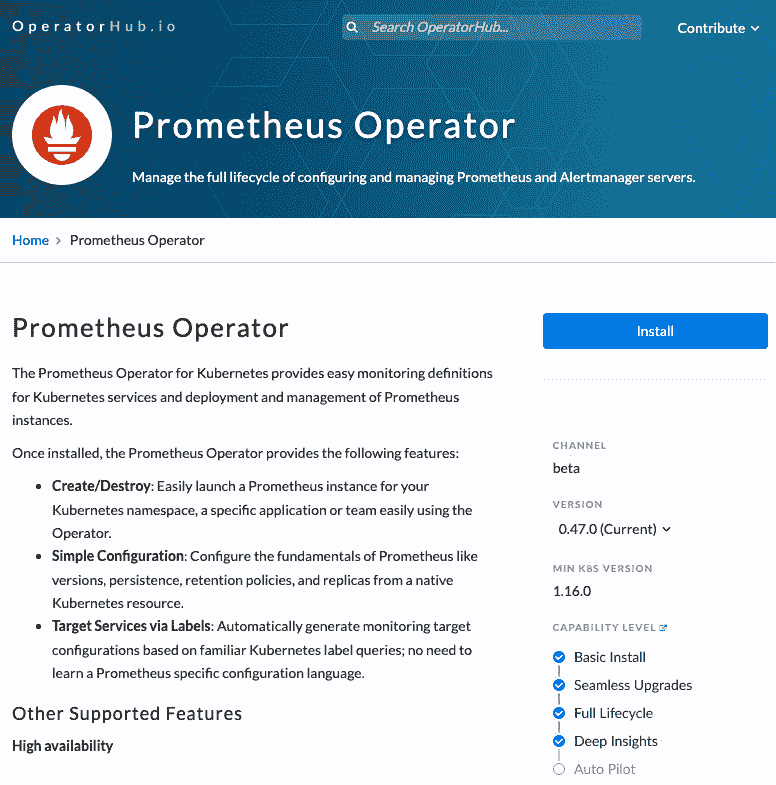 OperatorHub.io
Search OperatorHub...
Contribute
Prometheus Operator
Manage the full lifecycle of configuring and managing Prometheus and Alertmanager servers.
Home > Prometheus Operator
Prometheus Operator
The Prometheus Operator for Kubernetes provides easy monitoring definitions
for Kubernetes services and deployment and management of Prometheus
instances.
Once installed, the Prometheus Operator provides the following features:
• Create/Destroy: Easily launch a Prometheus instance for your
Kubernetes namespace, a specific application or team easily using the
Operator.
• Simple Configuration: Configure the fundamentals of Prometheus like
versions, persistence, retention policies, and replicas from a native
Kubernetes resource.
• Target Services via Labels: Automatically generate monitoring target
configurations based on familiar Kubernetes label queries; no need to
learn a Prometheus specific configuration language.
Other Supported Features
High availability
Install
CHANNEL
beta
VERSION
0.47.0 (Current)
MIN K8S VERSION
1.16.0
CAPABILITY LEVEL
Basic Install
Seamless Upgrades
Full Lifecycle
Deep Insights
Auto Pilot